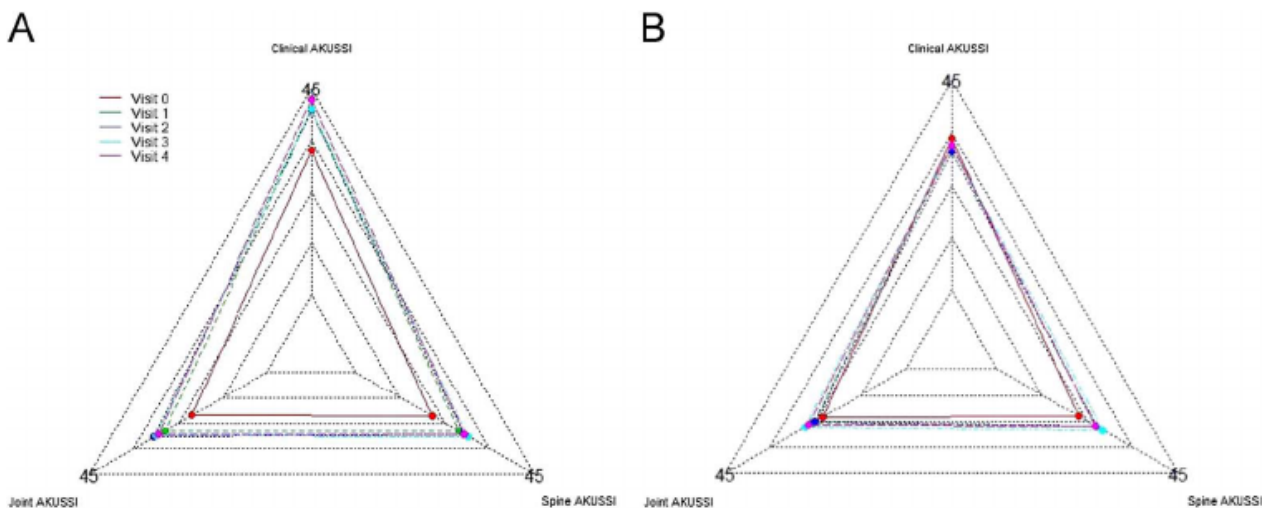 A
Clinical AKUSSI
45
Visit 0
Visit 1
Visit 2
Visit 3
Visit 4
45
45
Joint AKUSSI
Spine AKUSSI
B
Clinical AKUSSI
45
45
45
Joint AKUSSI
Spine AKUSSI